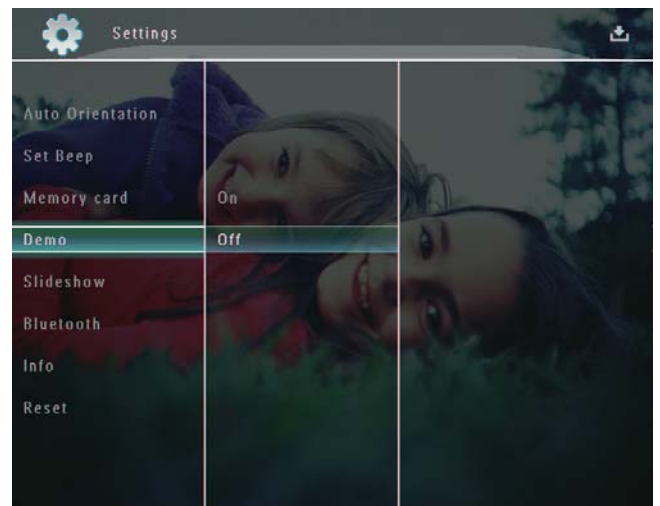 Settings
Auto Orientation
Set Beep
Memory card
On
Demo
Off
Slideshow
Bluetooth
Info
Reset